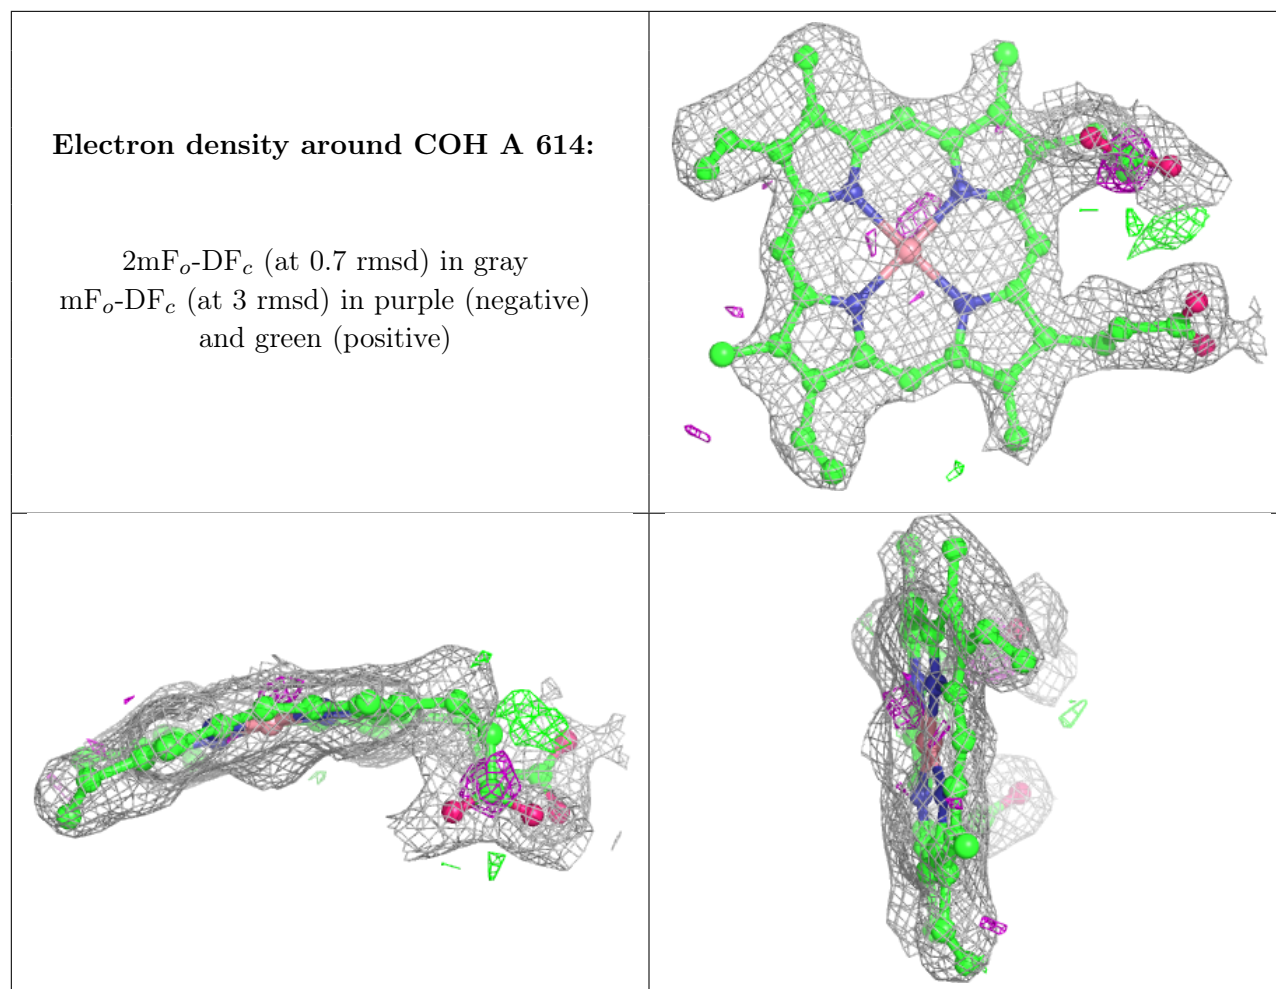 Electron density around COH A 614:
2mFo-DFc (at 0.7 rmsd) in gray
mFo-DFc (at 3 rmsd) in purple (negative)
and green (positive)